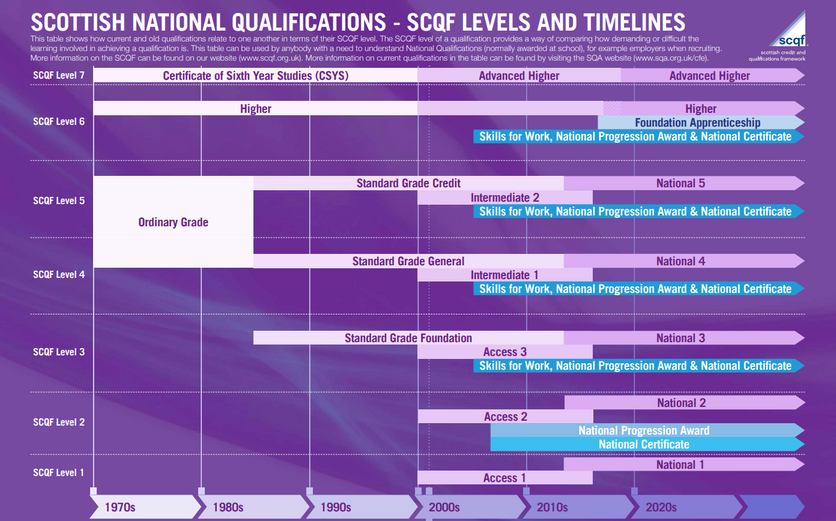 SCOTTISH NATIONAL QUALIFICATIONS - SCQF LEVELS AND TIMELINES
This table shows how current and old qualifications relate to one another in terms of their SCQF level. The SCQF level of a qualification provides a way of comparing how demanding or difficult the
learning involved in achieving a qualification is. This table can be used by anybody with a need to understand National Qualifications (normally awarded at school), for example employers when recruiting.
More information on the SCQF can be found on our website (www.scqf.org.uk). More information on current qualifications in the table can be found by visiting the SQA website (www.sqa.org.uk/cfe).
scqf
scottish credit and
qualifications framework
SCQF Level 7
Certificate of Sixth Year Studies (CSYS)
Advanced Higher
Advanced Higher
SCQF Level 6
Higher
Higher
Foundation Apprenticeship
Skills for Work, National Progression Award & National Certificate
SCQF Level 5
Ordinary Grade
Standard Grade Credit
National 5
Intermediate 2
Skills for Work, National Progression Award & National Certificate
SCQF Level 4
Standard Grade General
National 4
Intermediate 1
Skills for Work, National Progression Award & National Certificate
SCQF Level 3
Standard Grade Foundation
National 3
Access 3
Skills for Work, National Progression Award & National Certificate
SCQF Level 2
National 2
Access 2
National Progression Award
National Certificate
SCQF Level 1
National 1
Access 1
1970s
1980s
1990s
2000s
2010s
2020s